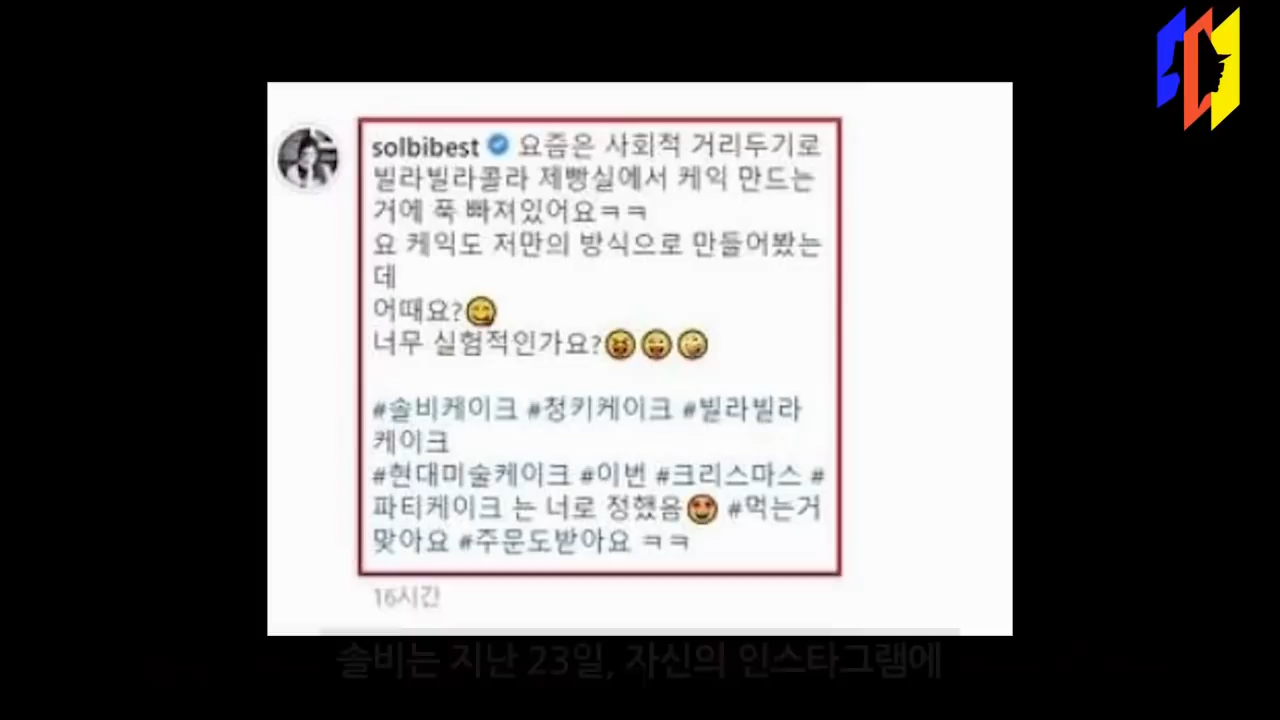 solbibest 요즘은 사회적 거리두기로
빌라빌라콜라 제빵실에서 케익 만드는
거에 푹 빠져있어요ㅋㅋ
요 케익도 저만의 방식으로 만들어봤는
데
어때요?😋
너무 실험적인가요?😝😜🤪
#솔비케이크 #정키케이크 #빌라빌라
케이크
#현대미술케이크 #이번 #크리스마스 #
파티케이크 는 너로 정했음😍 #먹는거
맞아요 #주문도받아요 ㅋㅋ
16시간
솔비는 지난 23일, 자신의 인스타그램에